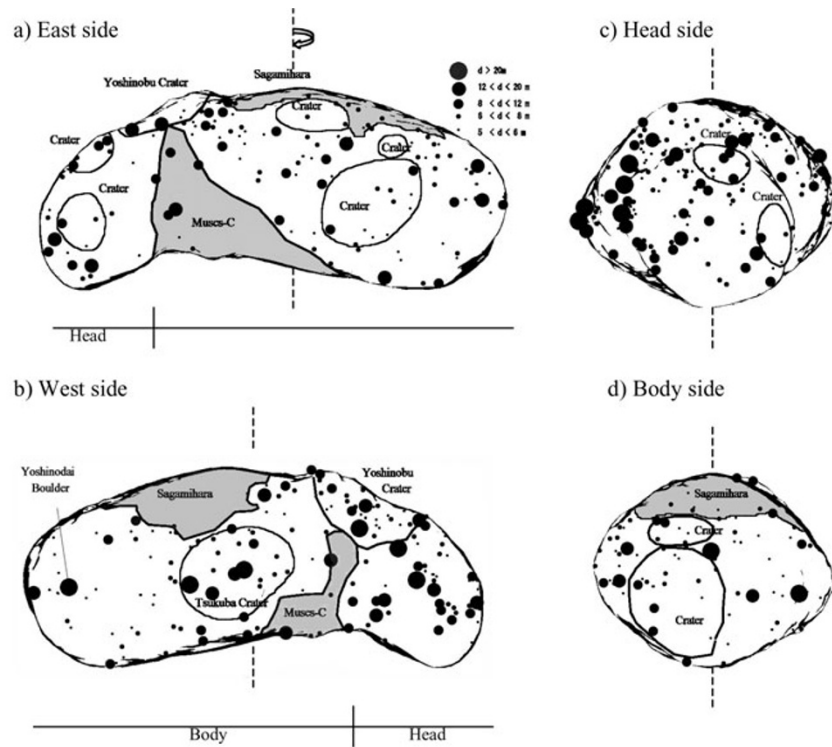 a) East side
c) Head side
Yoshinobu Crater
Sagamihara
d > 20m
12 < d < 20 m
8 < d < 12 m
6 < d < 8 m
5 < d < 6 m
Crater
Crater
Crater
Crater
Crater
Muses-C
Crater
Crater
Head
b) West side
d) Body side
Yoshinodai
Boulder
Sagamihara
Yoshinobu
Crater
Tsukuba Crater
Muses-C
Sagamihara
Crater
Crater
Body
Head